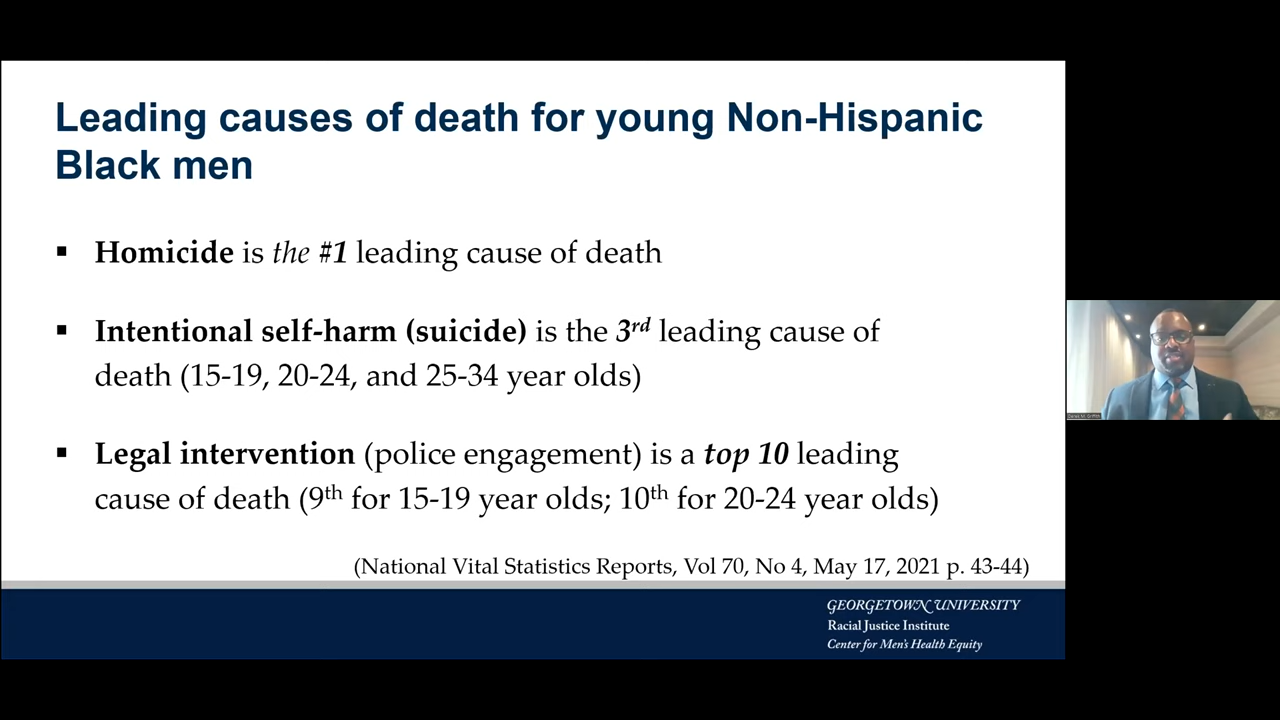 Leading causes of death for young Non-Hispanic
Black men
▪ Homicide is the #1 leading cause of death
▪ Intentional self-harm (suicide) is the 3rd leading cause of
death (15-19, 20-24, and 25-34 year olds)
▪ Legal intervention (police engagement) is a top 10 leading
cause of death (9th for 15-19 year olds; 10th for 20-24 year olds)
(National Vital Statistics Reports, Vol 70, No 4, May 17, 2021 p. 43-44)
GEORGETOWN UNIVERSITY
Racial Justice Institute
Center for Men's Health Equity
Derek M. Griffith